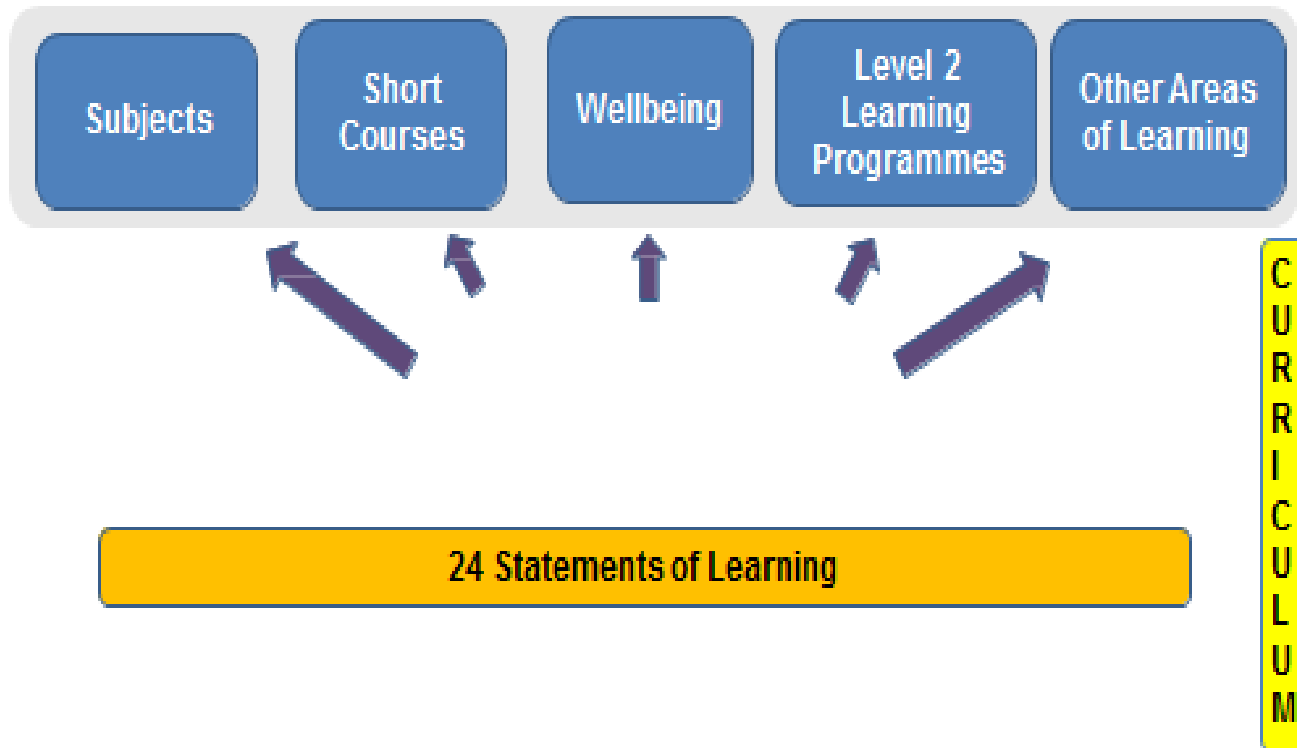 Subjects
Short
Courses
Wellbeing
Level 2
Learning
Programmes
Other Areas
of Learning
24 Statements of Learning
C
U
R
R
I
C
U
L
U
M